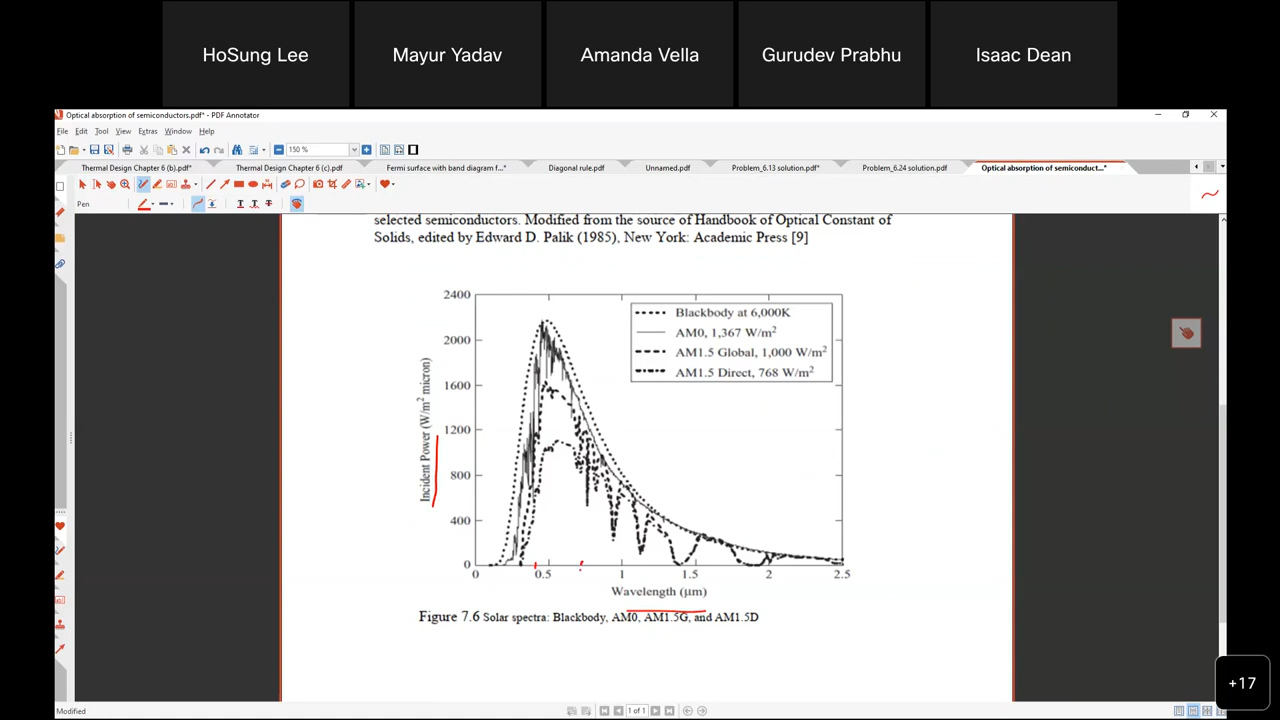 HoSung Lee
Mayur Yadav
Amanda Vella
Gurudev Prabhu
Isaac Dean
Optical absorption of semiconductors.pdf* - PDF Annotator
File Edit Tool View Extras Window Help
150 %
Thermal Design Chapter 6 (b).pdf* Thermal Design Chapter 6 (c).pdf Fermi surface with band diagram f...* Diagonal rule.pdf Unnamed.pdf Problem_6.13 solution.pdf* Problem_6.24 solution.pdf Optical absorption of semiconduct...*
Pen
selected semiconductors. Modified from the source of Handbook of Optical Constant of
Solids, edited by Edward D. Palik (1985), New York: Academic Press [9]
2400
2000
1600
1200
800
400
0
Incident Power (W/m² micron)
Blackbody at 6,000K
AM0, 1,367 W/m²
AM1.5 Global, 1,000 W/m²
AM1.5 Direct, 768 W/m²
0 0.5 1 1.5 2 2.5
Wavelength (μm)
Figure 7.6 Solar spectra: Blackbody, AM0, AM1.5G, and AM1.5D
+17
Modified
1 of 1